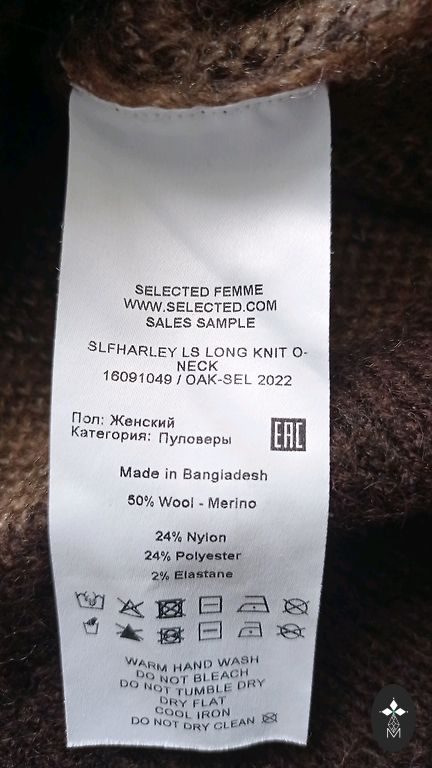 SELECTED FEMME
WWW.SELECTED.COM
SALES SAMPLE
SLFHARLEY LS LONG KNIT O-
NECK
16091049 / OAK-SEL 2022
Пол: Женский
Категория: Пуловеры
EAC
Made in Bangladesh
50% Wool - Merino
24% Nylon
24% Polyester
2% Elastane
WARM HAND WASH
DO NOT BLEACH
DO NOT TUMBLE DRY
DRY FLAT
COOL IRON
DO NOT DRY CLEAN
M